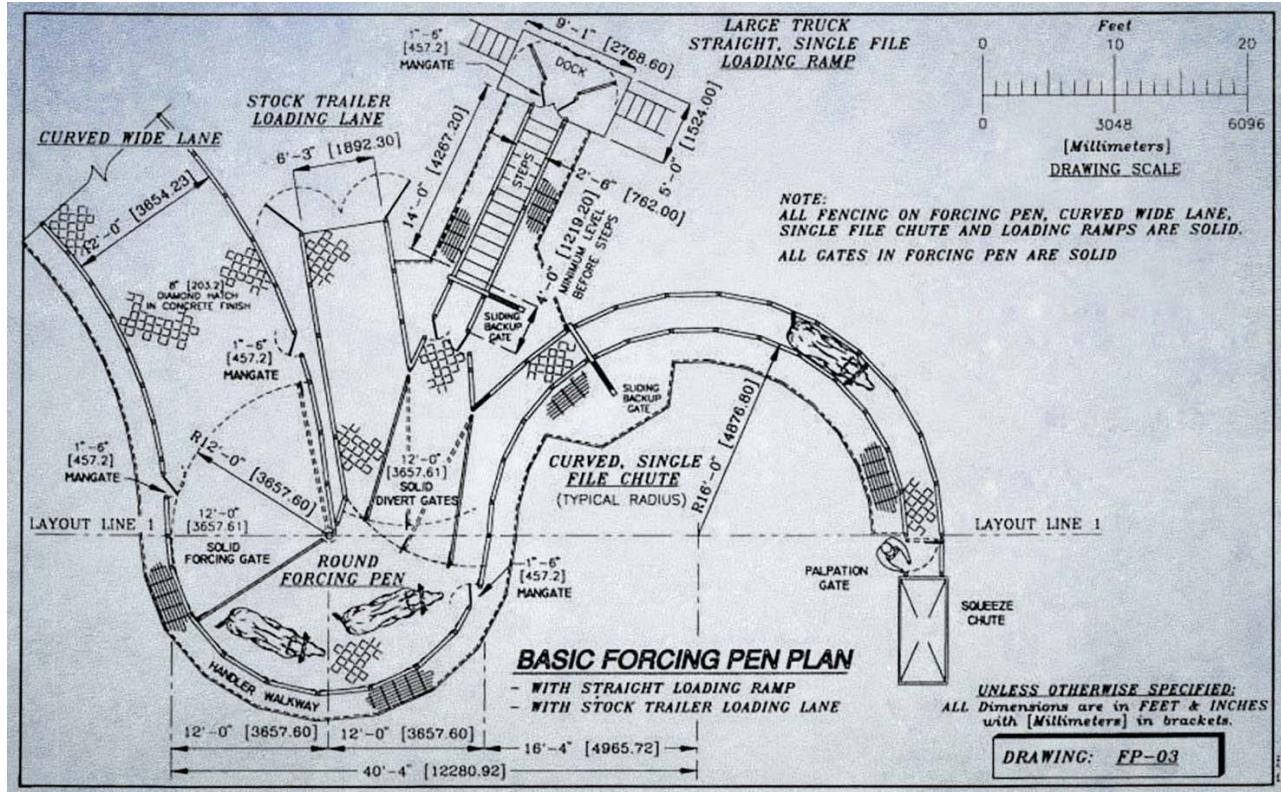 LARGE TRUCK
STRAIGHT, SINGLE FILE
LOADING RAMP
9'-1" [2768.60]
1"-6"
[457.2]
MANGATE
DOCK
5'-0" [1524.00]
Feet
0 10 20
0 3048 6096
[Millimeters]
DRAWING SCALE
STOCK TRAILER
LOADING LANE
6'-3" [1892.30]
CURVED WIDE LANE
12'-0" [3654.23]
14'-0" [4267.20]
STEPS
2'-6" [762.00]
4'-0" [1219.20]
MINIMUM LEVEL
BEFORE STEPS
NOTE:
ALL FENCING ON FORCING PEN, CURVED WIDE LANE,
SINGLE FILE CHUTE AND LOADING RAMPS ARE SOLID.
ALL GATES IN FORCING PEN ARE SOLID
8" [203.2]
DIAMOND HATCH
IN CONCRETE FINISH
SLIDING
BACKUP
GATE
1"-6"
[457.2]
MANGATE
SLIDING
BACKUP
GATE
R16'-0" [4876.80]
1"-6"
[457.2]
MANGATE
R12'-0" [3657.60]
12'-0"
[3657.61]
SOLID
DIVERT GATES
CURVED, SINGLE
FILE CHUTE
(TYPICAL RADIUS)
LAYOUT LINE 1
12'-0"
[3657.61]
SOLID
FORCING GATE
LAYOUT LINE 1
ROUND
FORCING PEN
1"-6"
[457.2]
MANGATE
PALPATION
GATE
SQUEEZE
CHUTE
HANDLER WALKWAY
BASIC FORCING PEN PLAN
- WITH STRAIGHT LOADING RAMP
- WITH STOCK TRAILER LOADING LANE
UNLESS OTHERWISE SPECIFIED:
ALL Dimensions are in FEET & INCHES
with [Millimeters] in brackets.
12'-0" [3657.60]
12'-0" [3657.60]
16'-4" [4965.72]
40'-4" [12280.92]
DRAWING: FP-03